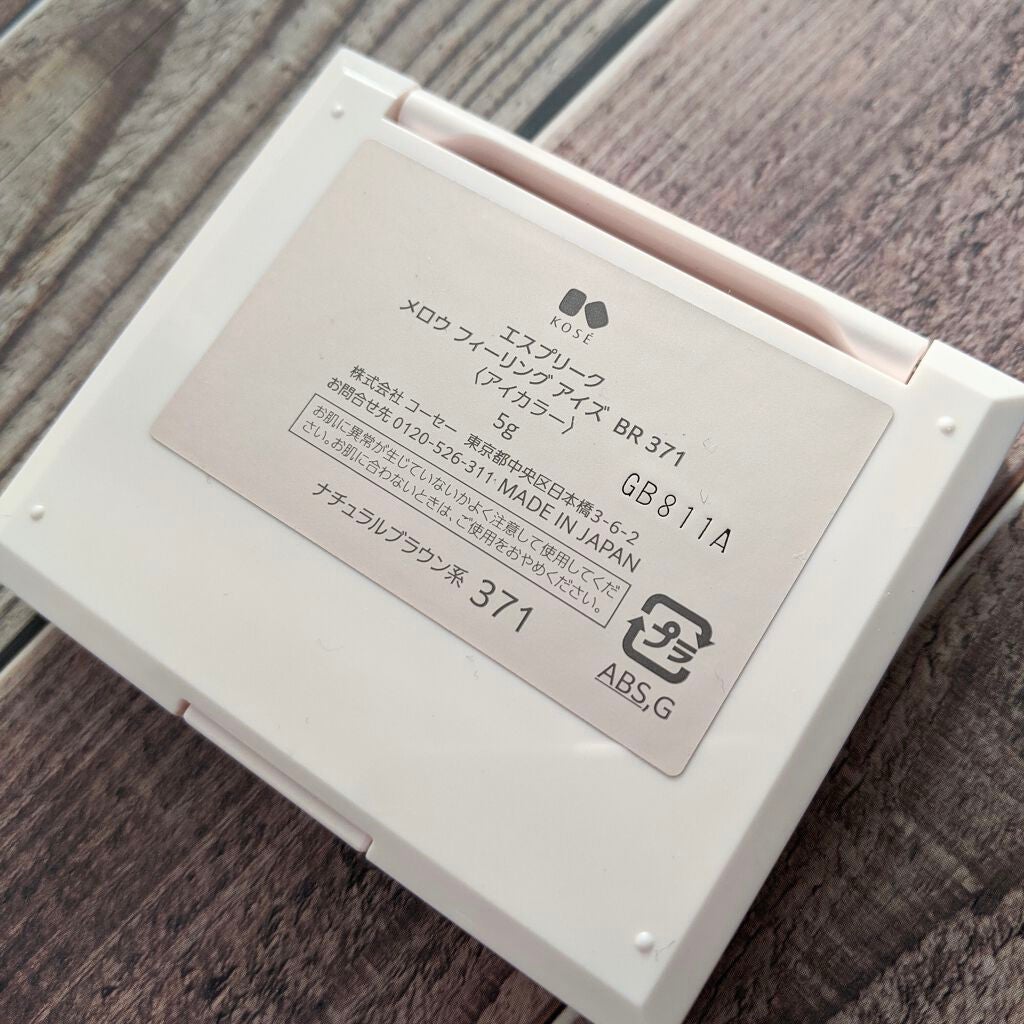 KOSÉ
エスプリーク
メロウ フィーリング アイズ BR 371
〈アイカラー〉
5g
GB811A
株式会社 コーセー 東京都中央区日本橋3-6-2
お問合せ先 0120-526-311 MADE IN JAPAN
お肌に異常が生じていないかよく注意して使用してくだ
さい。お肌に合わないときは、ご使用をおやめください。
ナチュラルブラウン系 371
プラ
ABS,G